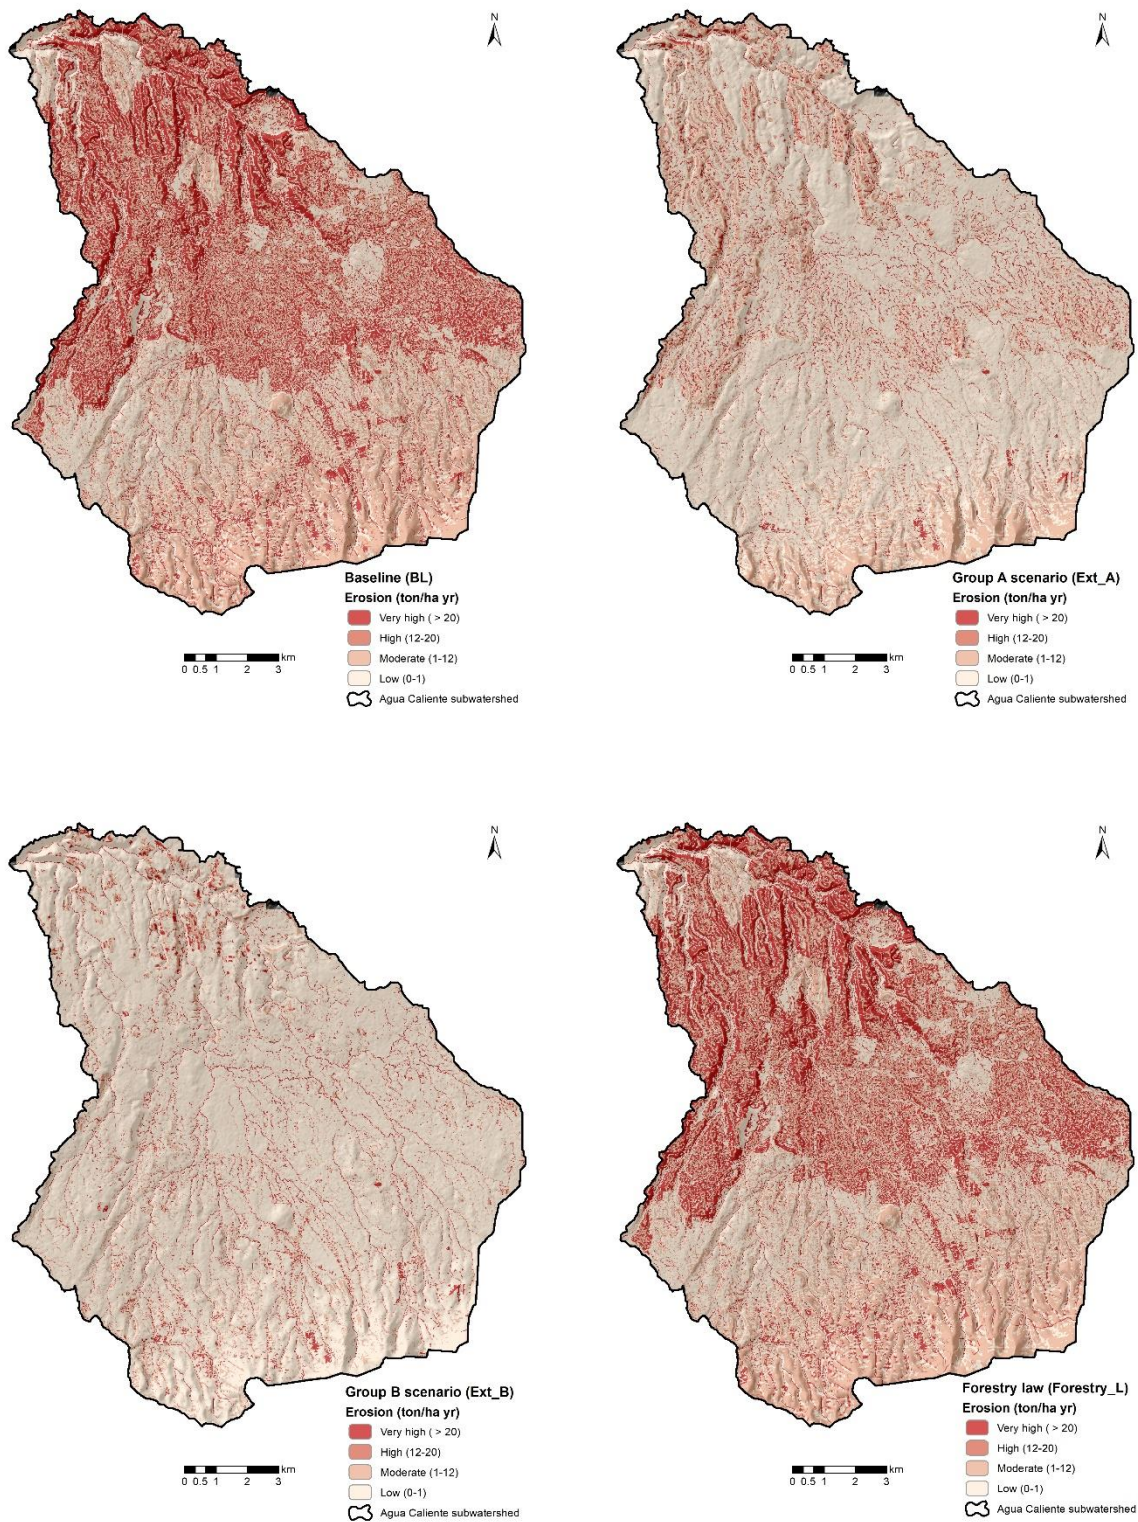 N
Baseline (BL)
Erosion (ton/ha yr)
Very high ( > 20)
High (12-20)
Moderate (1-12)
Low (0-1)
Agua Caliente subwatershed
km
0 0.5 1 2 3
N
Group A scenario (Ext_A)
Erosion (ton/ha yr)
Very high ( > 20)
High (12-20)
Moderate (1-12)
Low (0-1)
Agua Caliente subwatershed
km
0 0.5 1 2 3
N
Group B scenario (Ext_B)
Erosion (ton/ha yr)
Very high ( > 20)
High (12-20)
Moderate (1-12)
Low (0-1)
Agua Caliente subwatershed
km
0 0.5 1 2 3
N
Forestry law (Forestry_L)
Erosion (ton/ha yr)
Very high ( > 20)
High (12-20)
Moderate (1-12)
Low (0-1)
Agua Caliente subwatershed
km
0 0.5 1 2 3